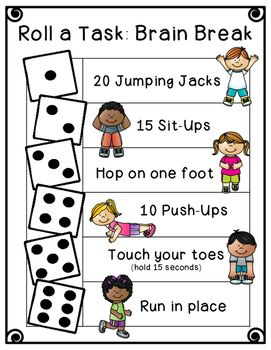 Roll a Task: Brain Break
20 Jumping Jacks
15 Sit-Ups
Hop on one foot
10 Push-Ups
Touch your toes
(hold 15 seconds)
Run in place